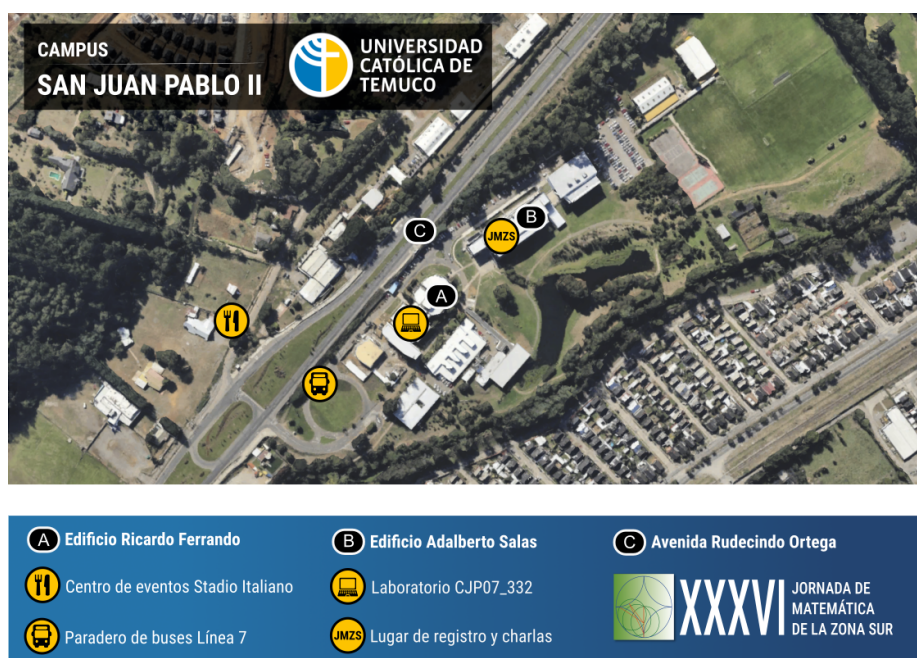 CAMPUS
SAN JUAN PABLO II
UNIVERSIDAD
CATÓLICA DE
TEMUCO
C
B
JMZS
A
A Edificio Ricardo Ferrando
B Edificio Adalberto Salas
C Avenida Rudecindo Ortega
Centro de eventos Stadio Italiano
Laboratorio CJP07_332
Paradero de buses Línea 7
JMZS Lugar de registro y charlas
XXXVI
JORNADA DE
MATEMÁTICA
DE LA ZONA SUR